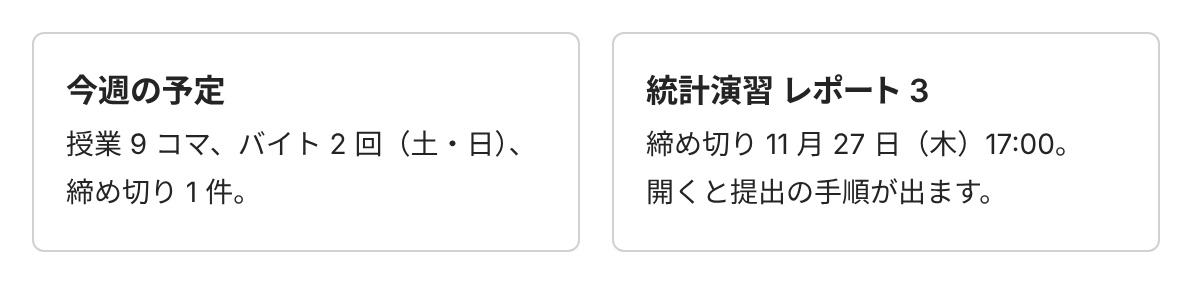 今週の予定
授業 9 コマ、バイト 2 回（土・日）、
締め切り 1 件。
統計演習 レポート 3
締め切り 11 月 27 日（木）17:00。
開くと提出の手順が出ます。